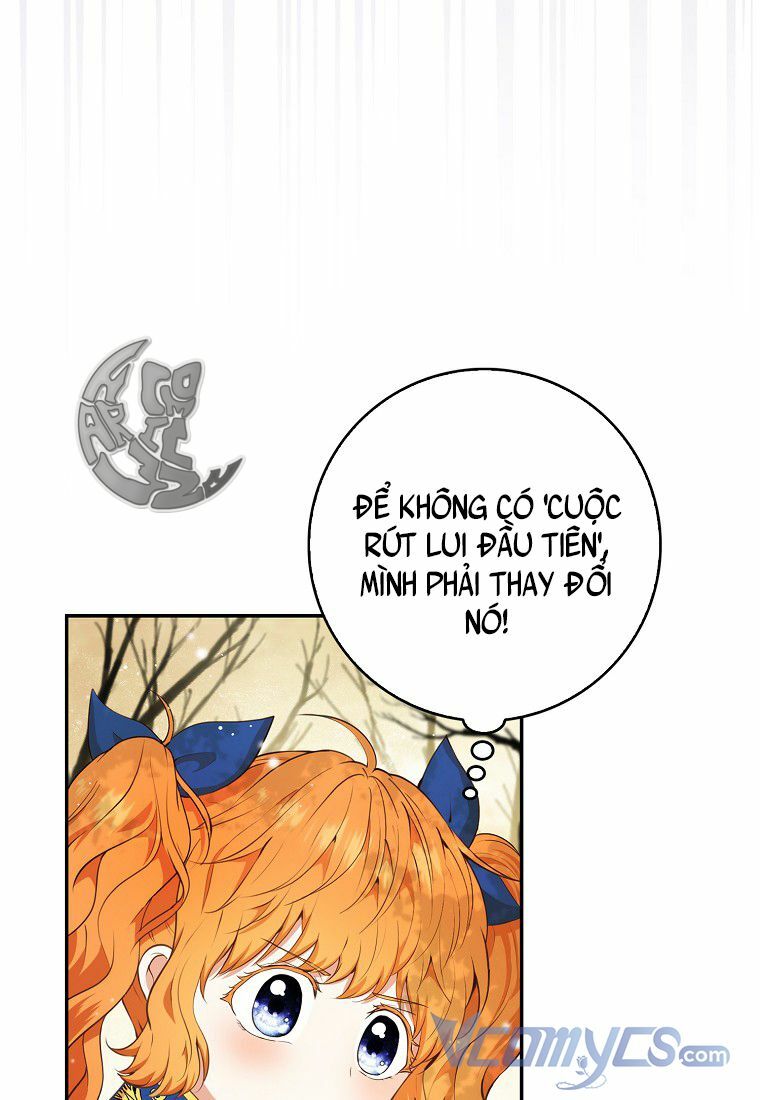 ĐỂ KHÔNG CÓ 'CUỘC
RÚT LUI ĐẦU TIÊN',
MÌNH PHẢI THAY ĐỔI
NÓ!
VCOMYCS.com